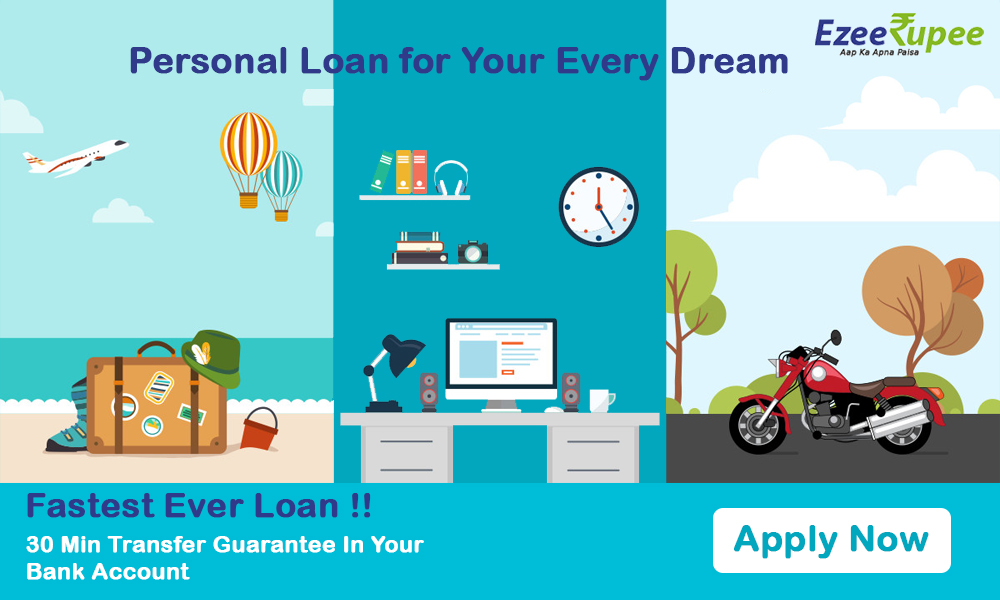 Ezee₹upee
Aap Ka Apna Paisa
Personal Loan for Your Every Dream
Fastest Ever Loan !!
30 Min Transfer Guarantee In Your
Bank Account
Apply Now